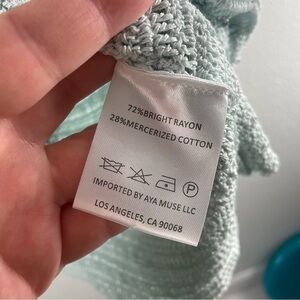 72%BRIGHT RAYON
28%MERCERIZED COTTON
P
IMPORTED BY AYA MUSE LLC
LOS ANGELES, CA 90068